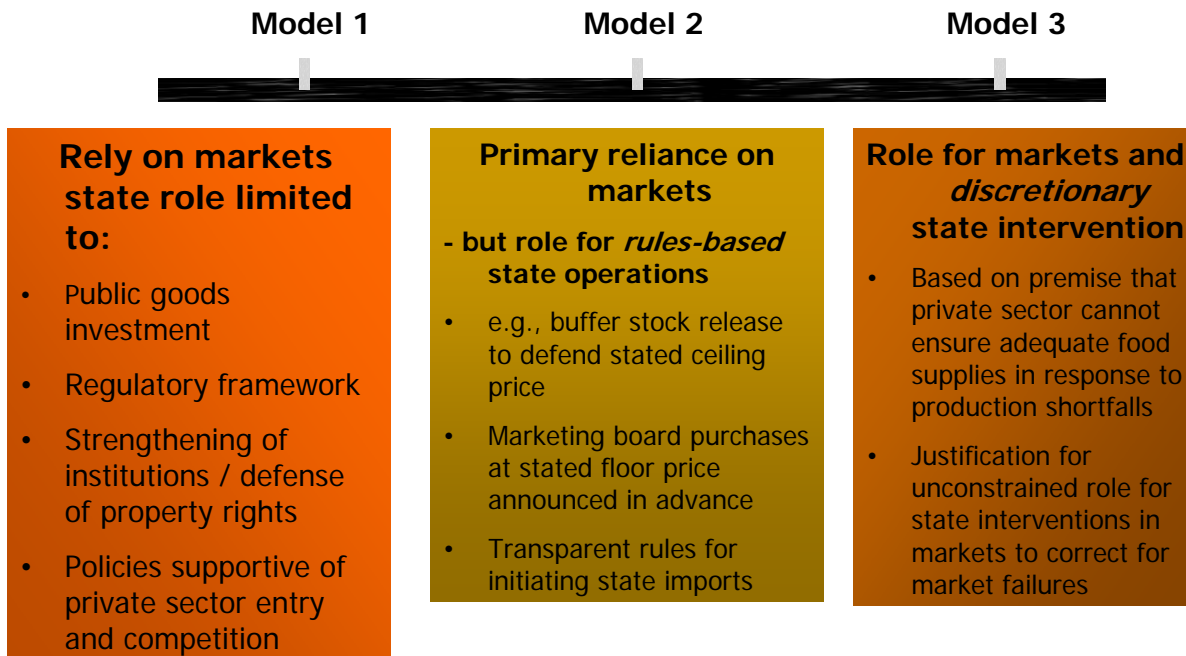 Model 1
Model 2
Model 3
Rely on markets
state role limited
to:
• Public goods
investment
• Regulatory framework
• Strengthening of
institutions / defense
of property rights
• Policies supportive of
private sector entry
and competition
Primary reliance on
markets
- but role for rules-based
state operations
• e.g., buffer stock release
to defend stated ceiling
price
• Marketing board purchases
at stated floor price
announced in advance
• Transparent rules for
initiating state imports
Role for markets and
discretionary
state intervention
• Based on premise that
private sector cannot
ensure adequate food
supplies in response to
production shortfalls
• Justification for
unconstrained role for
state interventions in
markets to correct for
market failures